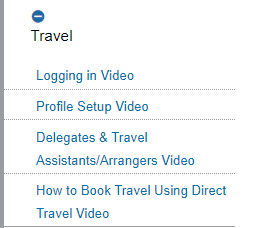 Travel
Logging in Video
Profile Setup Video
Delegates & Travel
Assistants/Arrangers Video
How to Book Travel Using Direct
Travel Video